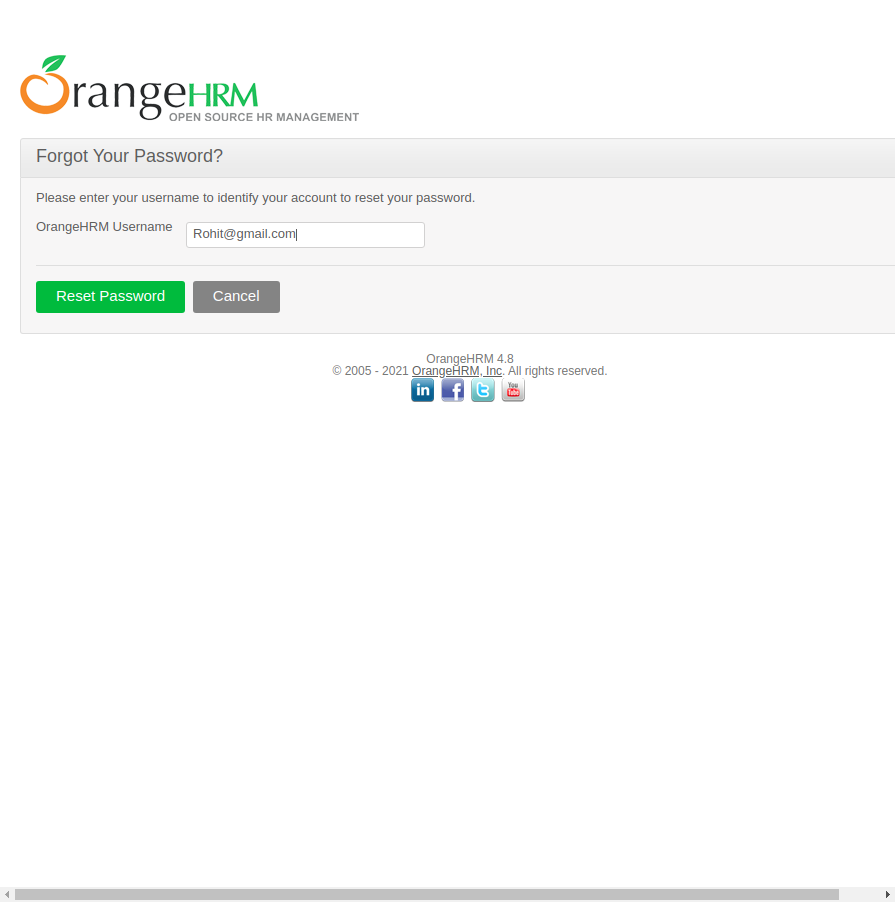 OrangeHRM
OPEN SOURCE HR MANAGEMENT
Forgot Your Password?
Please enter your username to identify your account to reset your password.
OrangeHRM Username Rohit@gmail.com
Reset Password Cancel
OrangeHRM 4.8
© 2005 - 2021 OrangeHRM, Inc. All rights reserved.
in f t You Tube